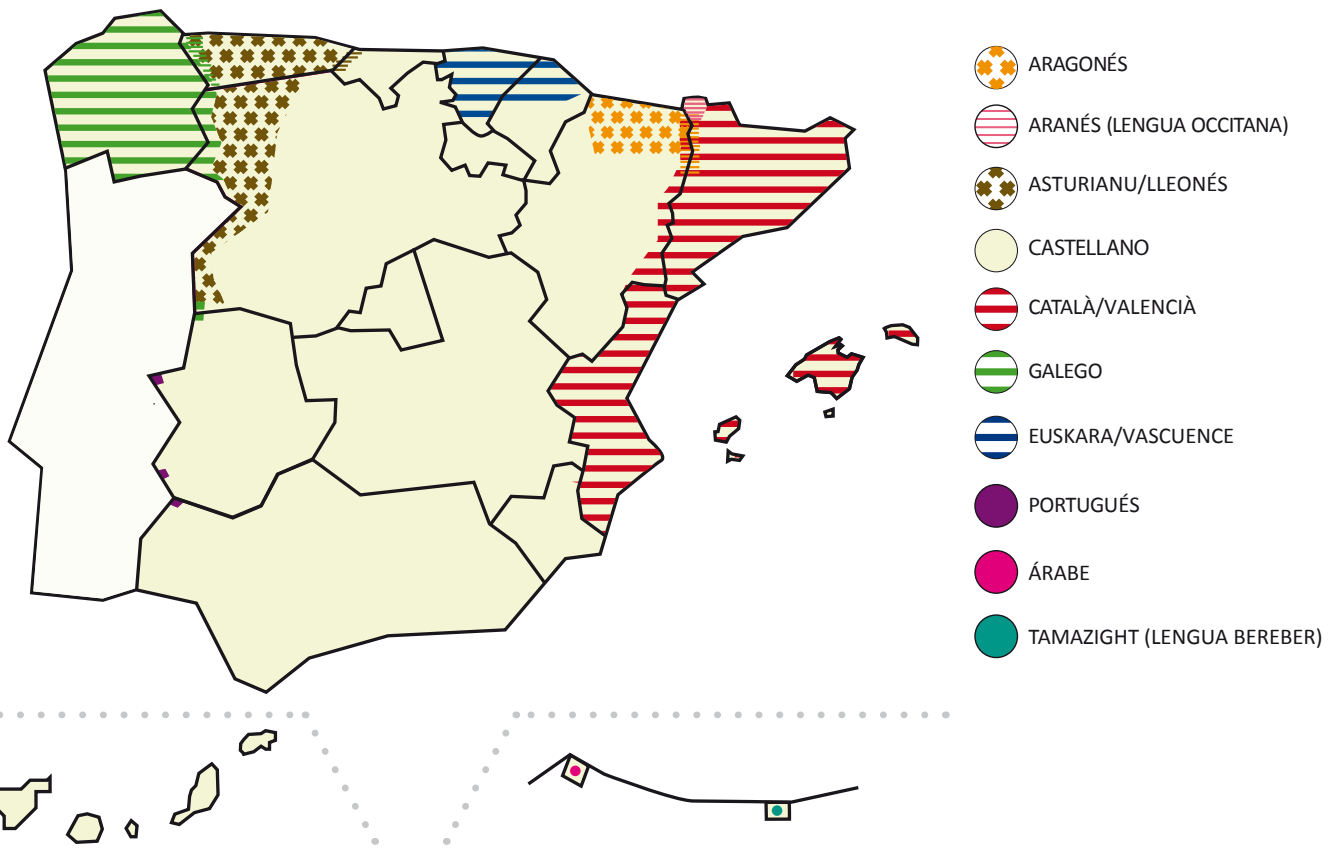 ARAGONÉS
ARANÉS (LENGUA OCCITANA)
ASTURIANU/LLEONÉS
CASTELLANO
CATALÀ/VALENCIÀ
GALEGO
EUSKARA/VASCUENCE
PORTUGUÉS
ÁRABE
TAMAZIGHT (LENGUA BEREBER)